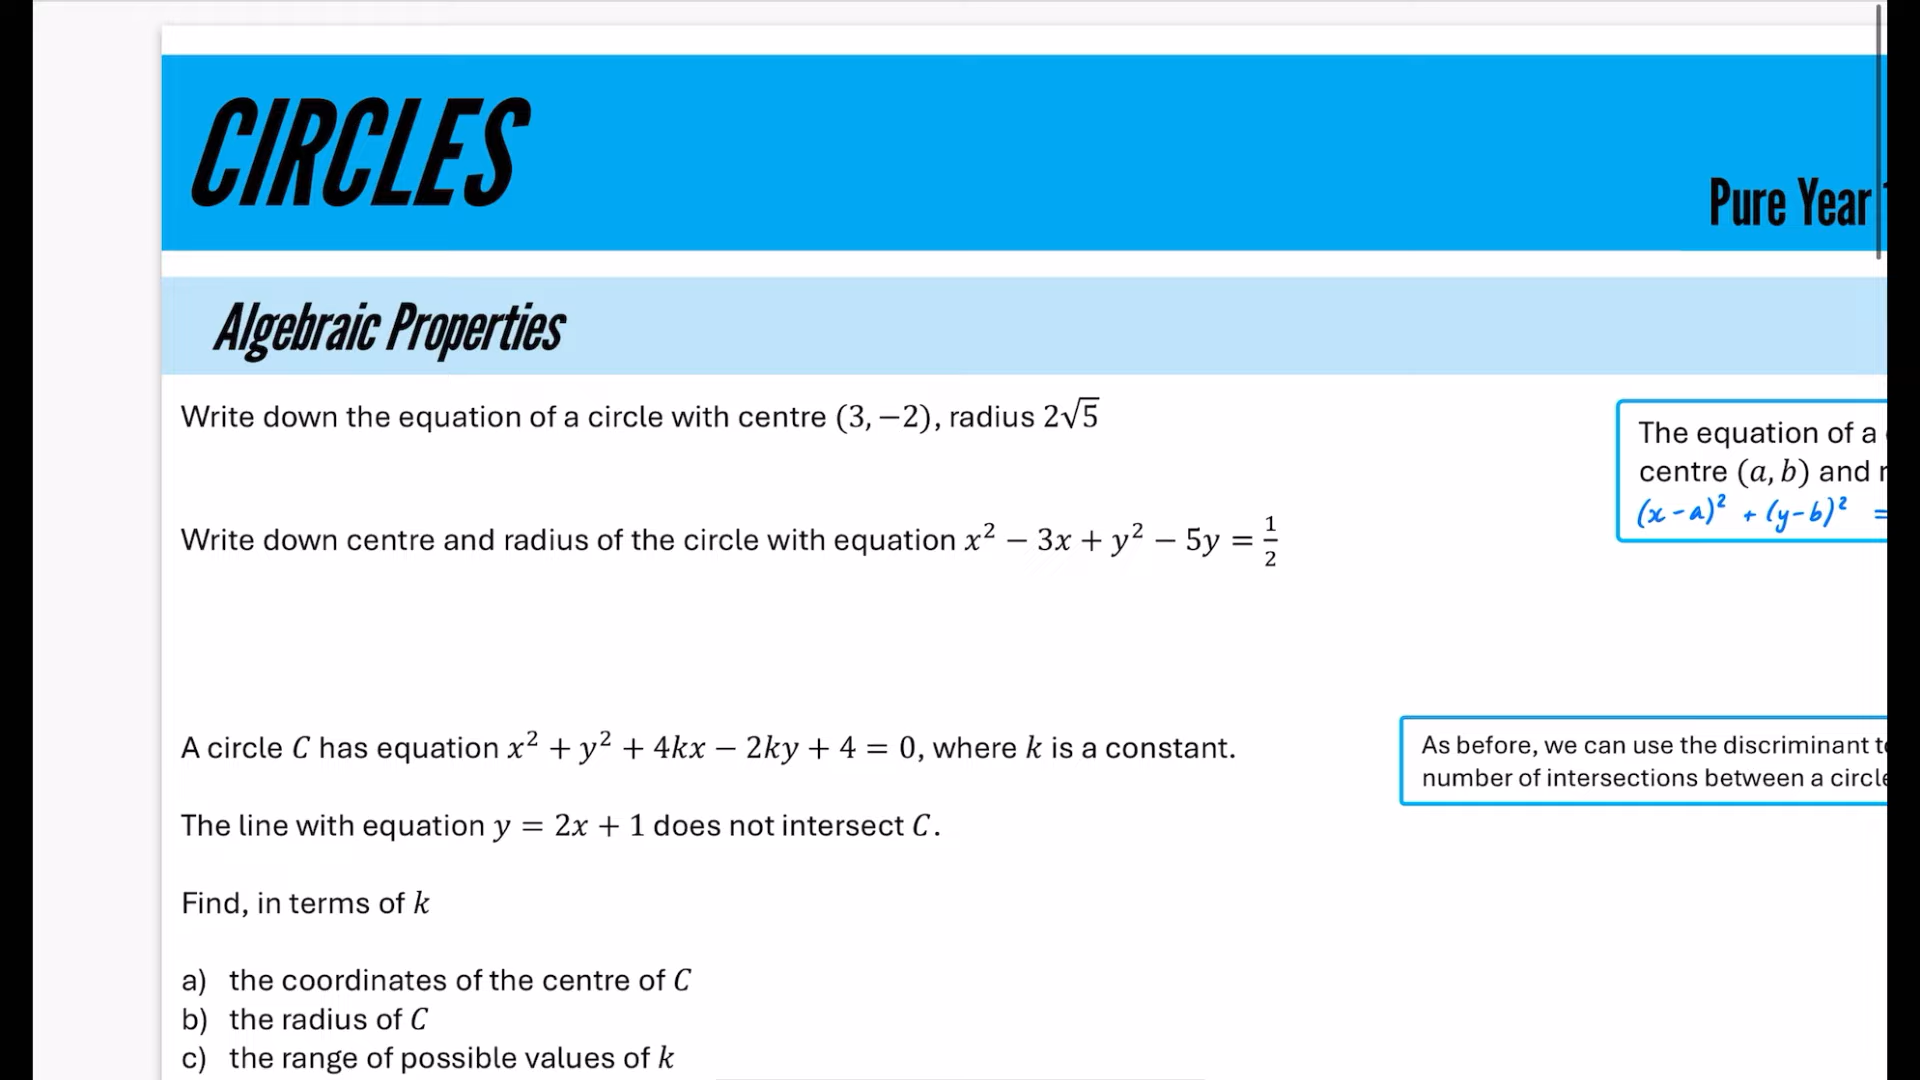 CIRCLES
Pure Year
Algebraic Properties
Write down the equation of a circle with centre (3, −2), radius 2√5
The equation of a
centre (a, b) and
(x-a)² + (y-b)² =
Write down centre and radius of the circle with equation x² − 3x + y² − 5y = 1/2
A circle C has equation x² + y² + 4kx − 2ky + 4 = 0, where k is a constant.
As before, we can use the discriminant
number of intersections between a circle
The line with equation y = 2x + 1 does not intersect C.
Find, in terms of k
a) the coordinates of the centre of C
b) the radius of C
c) the range of possible values of k